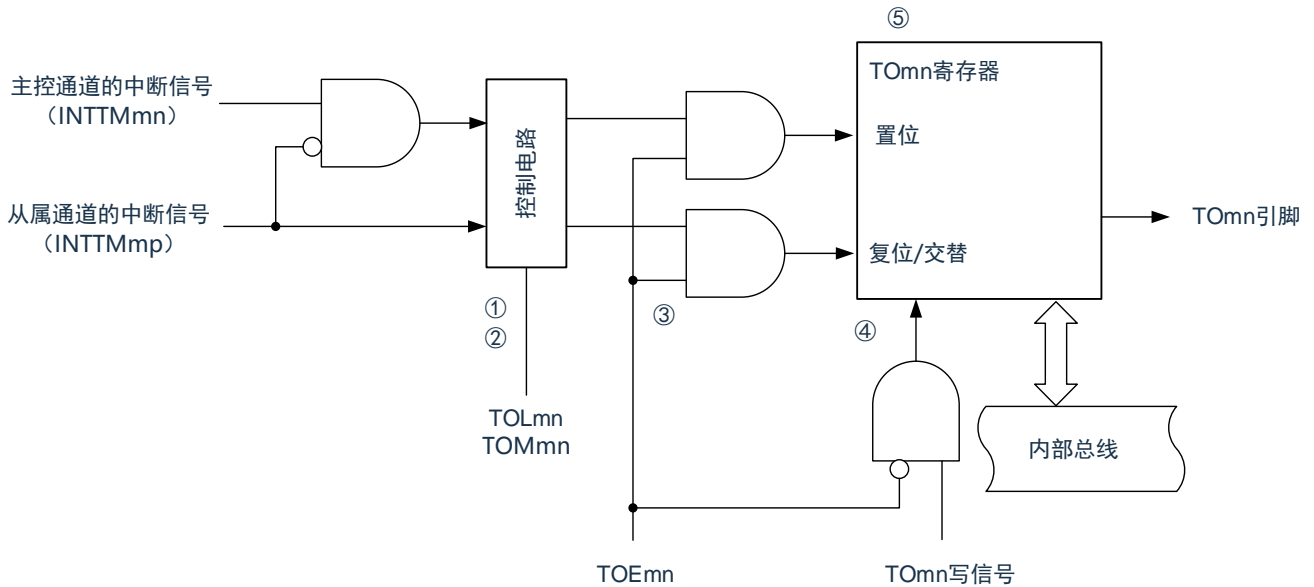 ⑤
主控通道的中断信号
（INTTMmn）
TOmn寄存器
置位
控制电路
从属通道的中断信号
（INTTMmp）
TOmn引脚
复位/交替
①
②
③
④
TOLmn
TOMmn
内部总线
TOEmn
TOmn写信号